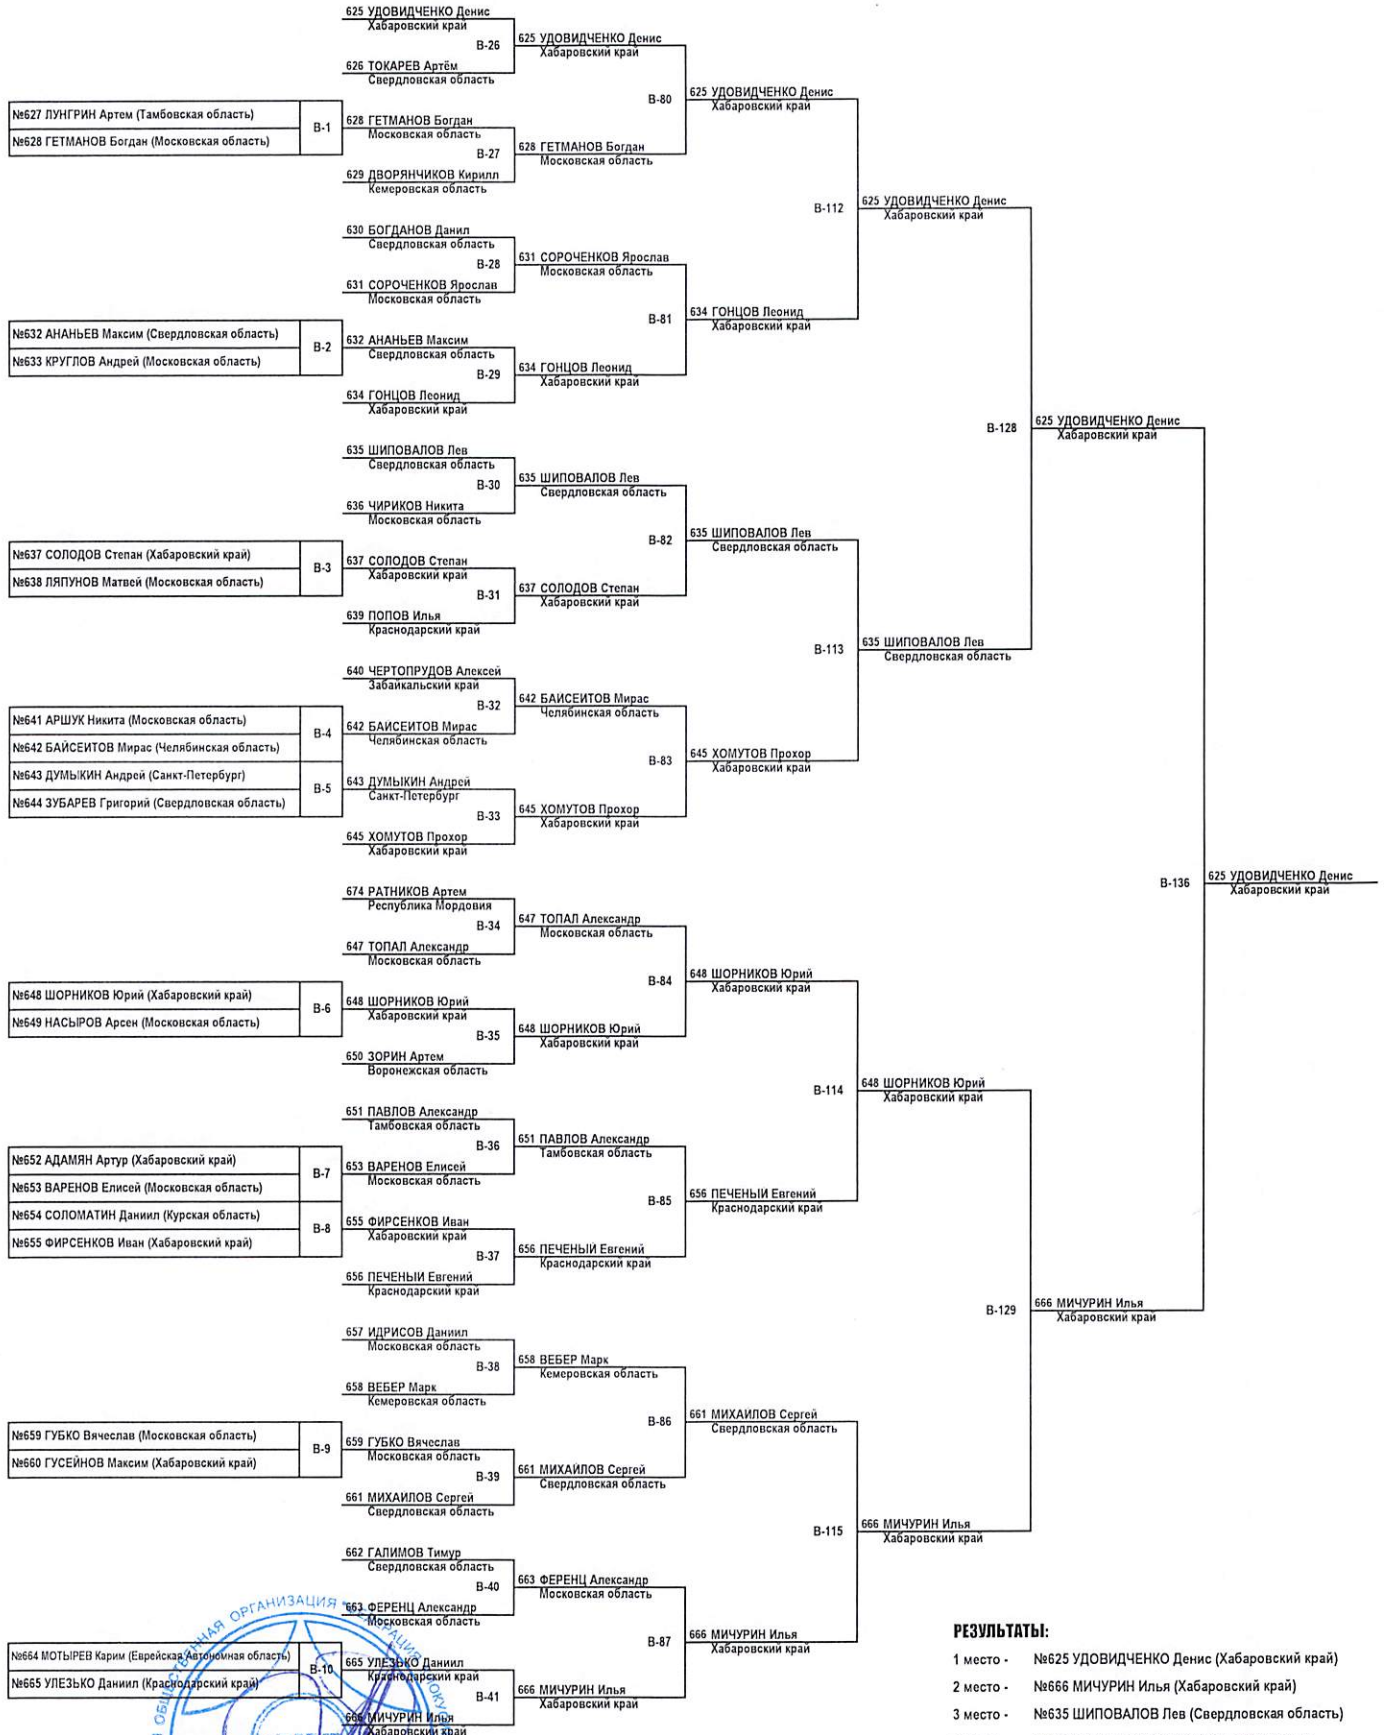 625 УДОВИДЧЕНКО Денис
Хабаровский край
В-26
626 ТОКАРЕВ Артём
Свердловская область
№627 ЛУНГРИН Артем (Тамбовская область)
№628 ГЕТМАНОВ Богдан (Московская область)
В-1
628 ГЕТМАНОВ Богдан
Московская область
В-27
629 ДВОРЯНЧИКОВ Кирилл
Кемеровская область
630 БОГДАНОВ Данил
Свердловская область
В-28
631 СОРОЧЕНКОВ Ярослав
Московская область
№632 АНАНЬЕВ Максим (Свердловская область)
№633 КРУГЛОВ Андрей (Московская область)
В-2
632 АНАНЬЕВ Максим
Свердловская область
В-29
634 ГОНЦОВ Леонид
Хабаровский край
635 ШИПОВАЛОВ Лев
Свердловская область
В-30
636 ЧИРИКОВ Никита
Московская область
№637 СОЛОДОВ Степан (Хабаровский край)
№638 ЛЯПУНОВ Матвей (Московская область)
В-3
637 СОЛОДОВ Степан
Хабаровский край
В-31
639 ПОПОВ Илья
Краснодарский край
640 ЧЕРТОПРУДОВ Алексей
Забайкальский край
В-32
№641 АРШУК Никита (Московская область)
№642 БАЙСЕИТОВ Мирас (Челябинская область)
В-4
642 БАЙСЕИТОВ Мирас
Челябинская область
№643 ДУМЫКИН Андрей (Санкт-Петербург)
№644 ЗУБАРЕВ Григорий (Свердловская область)
В-5
643 ДУМЫКИН Андрей
Санкт-Петербург
В-33
645 ХОМУТОВ Прохор
Хабаровский край
674 РАТНИКОВ Артем
Республика Мордовия
В-34
647 ТОПАЛ Александр
Московская область
№648 ШОРНИКОВ Юрий (Хабаровский край)
№649 НАСЫРОВ Арсен (Московская область)
В-6
648 ШОРНИКОВ Юрий
Хабаровский край
В-35
650 ЗОРИН Артем
Воронежская область
651 ПАВЛОВ Александр
Тамбовская область
В-36
№652 АДАМЯН Артур (Хабаровский край)
№653 ВАРЕНОВ Елисей (Московская область)
В-7
653 ВАРЕНОВ Елисей
Московская область
№654 СОЛОМАТИН Даниил (Курская область)
№655 ФИРСЕНКОВ Иван (Хабаровский край)
В-8
655 ФИРСЕНКОВ Иван
Хабаровский край
В-37
656 ПЕЧЕНЫЙ Евгений
Краснодарский край
657 ИДРИСОВ Даниил
Московская область
В-38
658 ВЕБЕР Марк
Кемеровская область
№659 ГУБКО Вячеслав (Московская область)
№660 ГУСЕЙНОВ Максим (Хабаровский край)
В-9
659 ГУБКО Вячеслав
Московская область
В-39
661 МИХАЙЛОВ Сергей
Свердловская область
662 ГАЛИМОВ Тимур
Свердловская область
В-40
663 ФЕРЕНЦ Александр
Московская область
№664 МОТЫРЕВ Карим (Еврейская Автономная область)
№665 УЛЕЗЬКО Даниил (Краснодарский край)
В-10
665 УЛЕЗЬКО Даниил
Краснодарский край
В-41
666 МИЧУРИН Илья
Хабаровский край
625 УДОВИДЧЕНКО Денис
Хабаровский край
В-80
628 ГЕТМАНОВ Богдан
Московская область
631 СОРОЧЕНКОВ Ярослав
Московская область
В-81
634 ГОНЦОВ Леонид
Хабаровский край
635 ШИПОВАЛОВ Лев
Свердловская область
В-82
637 СОЛОДОВ Степан
Хабаровский край
642 БАЙСЕИТОВ Мирас
Челябинская область
В-83
645 ХОМУТОВ Прохор
Хабаровский край
647 ТОПАЛ Александр
Московская область
В-84
648 ШОРНИКОВ Юрий
Хабаровский край
651 ПАВЛОВ Александр
Тамбовская область
В-85
656 ПЕЧЕНЫЙ Евгений
Краснодарский край
658 ВЕБЕР Марк
Кемеровская область
В-86
661 МИХАЙЛОВ Сергей
Свердловская область
663 ФЕРЕНЦ Александр
Московская область
В-87
666 МИЧУРИН Илья
Хабаровский край
625 УДОВИДЧЕНКО Денис
Хабаровский край
В-112
634 ГОНЦОВ Леонид
Хабаровский край
635 ШИПОВАЛОВ Лев
Свердловская область
В-113
645 ХОМУТОВ Прохор
Хабаровский край
648 ШОРНИКОВ Юрий
Хабаровский край
В-114
656 ПЕЧЕНЫЙ Евгений
Краснодарский край
661 МИХАЙЛОВ Сергей
Свердловская область
В-115
666 МИЧУРИН Илья
Хабаровский край
625 УДОВИДЧЕНКО Денис
Хабаровский край
В-128
635 ШИПОВАЛОВ Лев
Свердловская область
648 ШОРНИКОВ Юрий
Хабаровский край
В-129
666 МИЧУРИН Илья
Хабаровский край
625 УДОВИДЧЕНКО Денис
Хабаровский край
В-136
666 МИЧУРИН Илья
Хабаровский край
625 УДОВИДЧЕНКО Денис
Хабаровский край
ОБЩЕСТВЕННАЯ ОРГАНИЗАЦИЯ
РЕЗУЛЬТАТЫ:
1 место - №625 УДОВИДЧЕНКО Денис (Хабаровский край)
2 место - №666 МИЧУРИН Илья (Хабаровский край)
3 место - №635 ШИПОВАЛОВ Лев (Свердловская область)